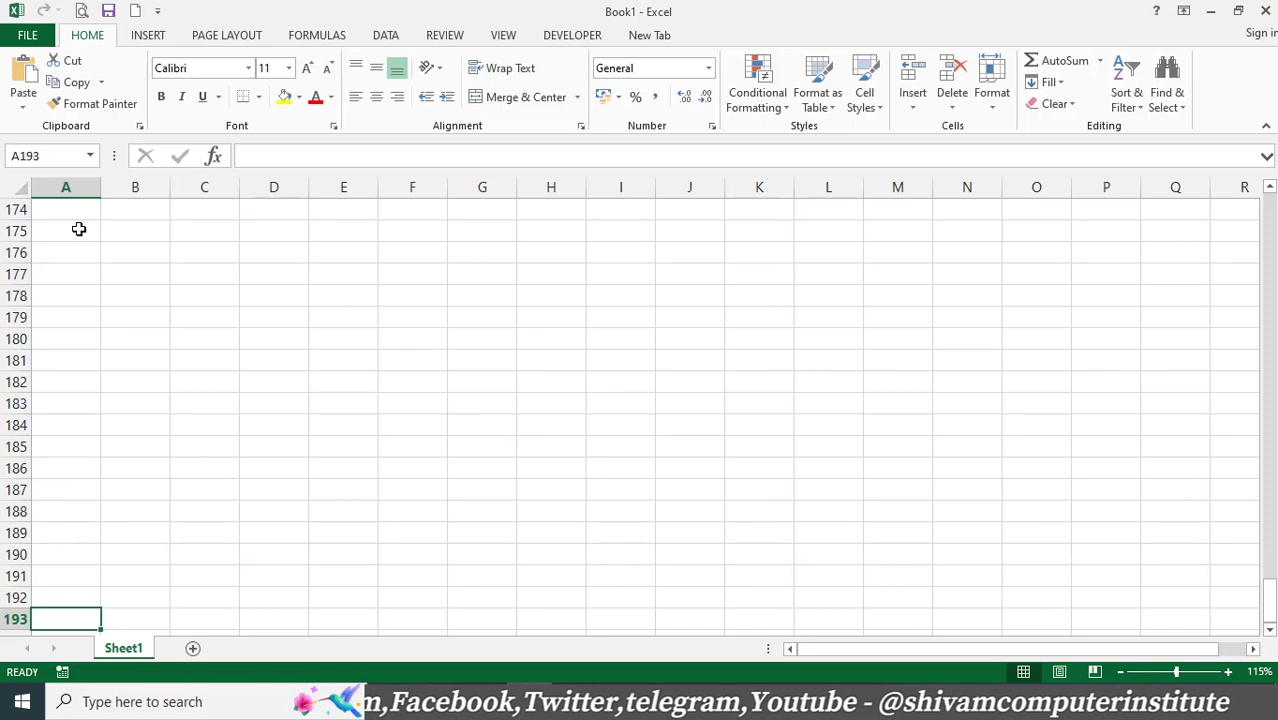 Book1 - Excel
?
FILE HOME INSERT PAGE LAYOUT FORMULAS DATA REVIEW VIEW DEVELOPER New Tab Sign in
Paste
Cut
Copy
Format Painter
Clipboard
Calibri 11
B I U
Font
Wrap Text
Merge & Center
Alignment
General
%
Number
Conditional Formatting
Format as Table
Cell Styles
Styles
Insert Delete Format
Cells
AutoSum
Fill
Clear
Sort & Filter
Find & Select
Editing
A193
fx
A B C D E F G H I J K L M N O P Q R
174
175
176
177
178
179
180
181
182
183
184
185
186
187
188
189
190
191
192
193
Sheet1
READY 115%
Type here to search
m,Facebook,Twitter,telegram,Youtube - @shivamcomputerinstitute